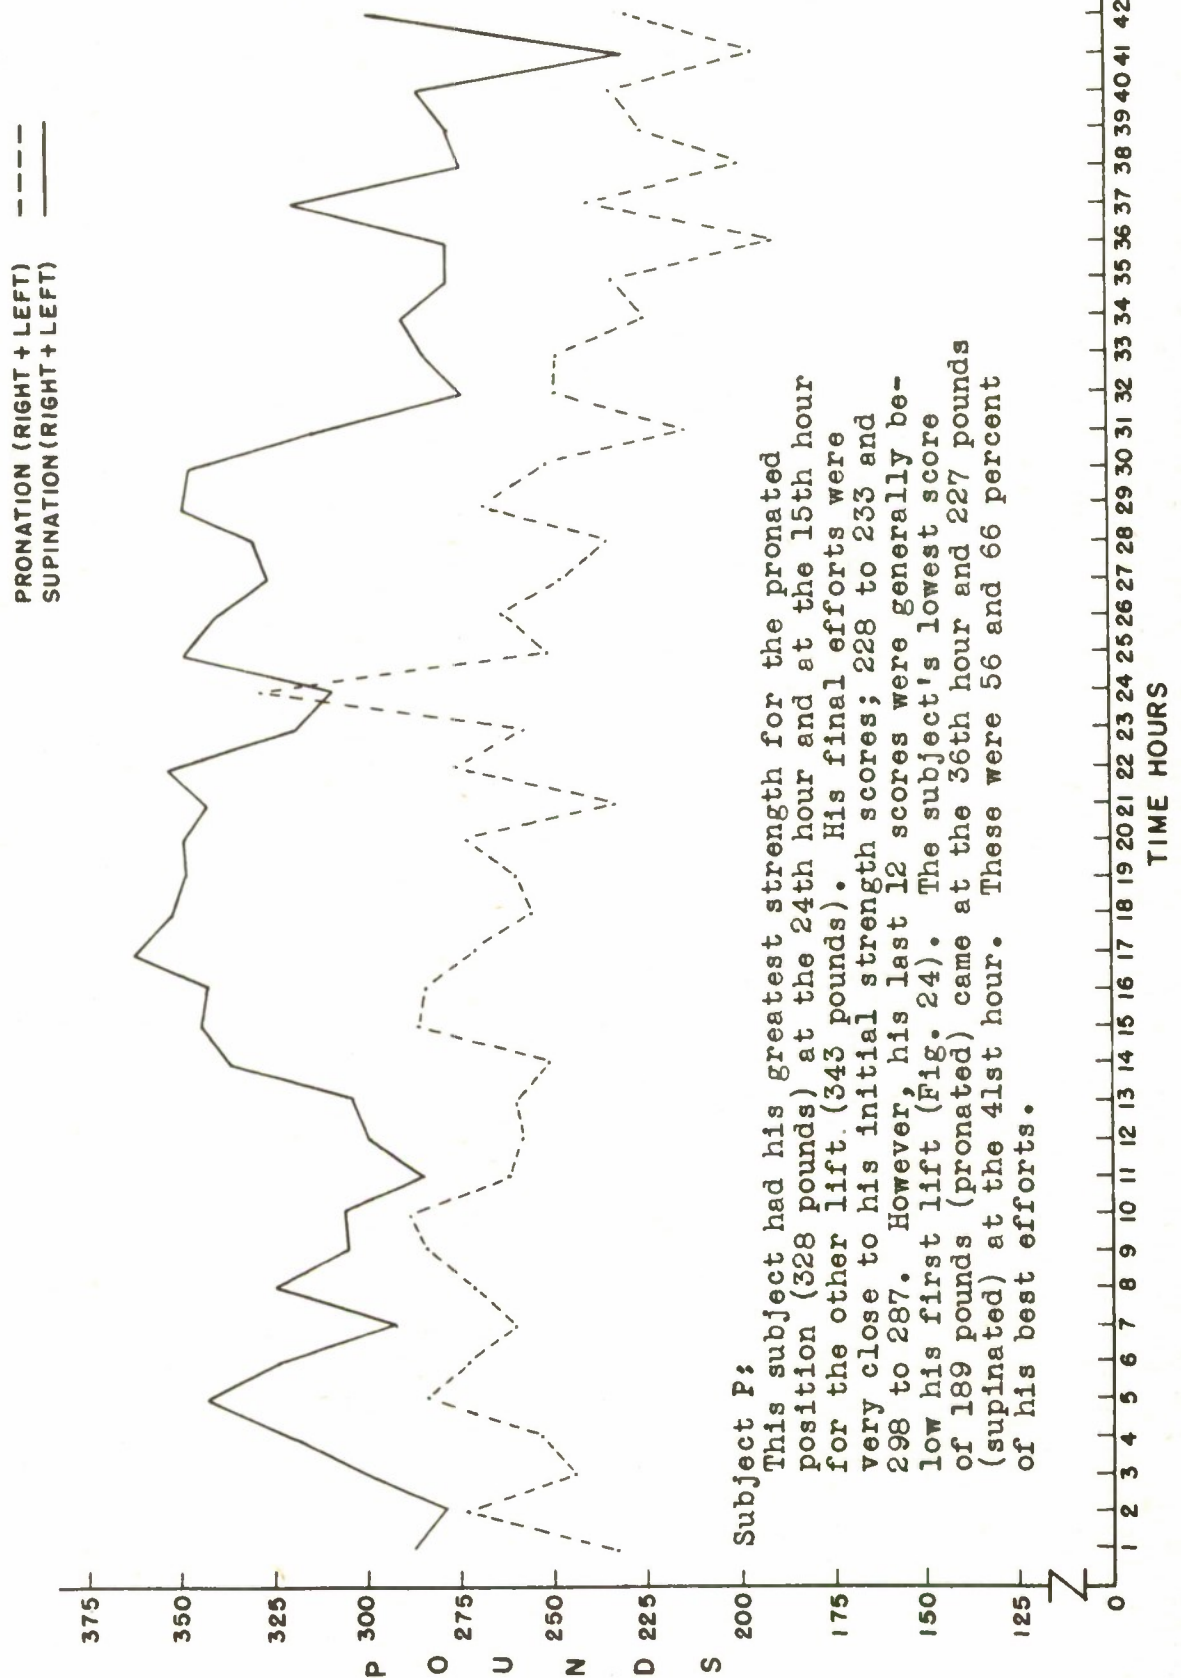 PRONATION (RIGHT + LEFT)
SUPINATION (RIGHT + LEFT)
375
350
325
300
275
250
225
200
175
150
125
0
POUNDS
Subject P:
This subject had his greatest strength for the pronated
position (328 pounds) at the 24th hour and at the 15th hour
for the other lift (343 pounds). His final efforts were
very close to his initial strength scores; 228 to 233 and
298 to 287. However, his last 12 scores were generally be-
low his first lift (Fig. 24). The subject's lowest score
of 189 pounds (pronated) came at the 36th hour and 227 pounds
(supinated) at the 41st hour. These were 56 and 66 percent
of his best efforts.
1 2 3 4 5 6 7 8 9 10 11 12 13 14 15 16 17 18 19 20 21 22 23 24 25 26 27 28 29 30 31 32 33 34 35 36 37 38 39 40 41 42
TIME HOURS